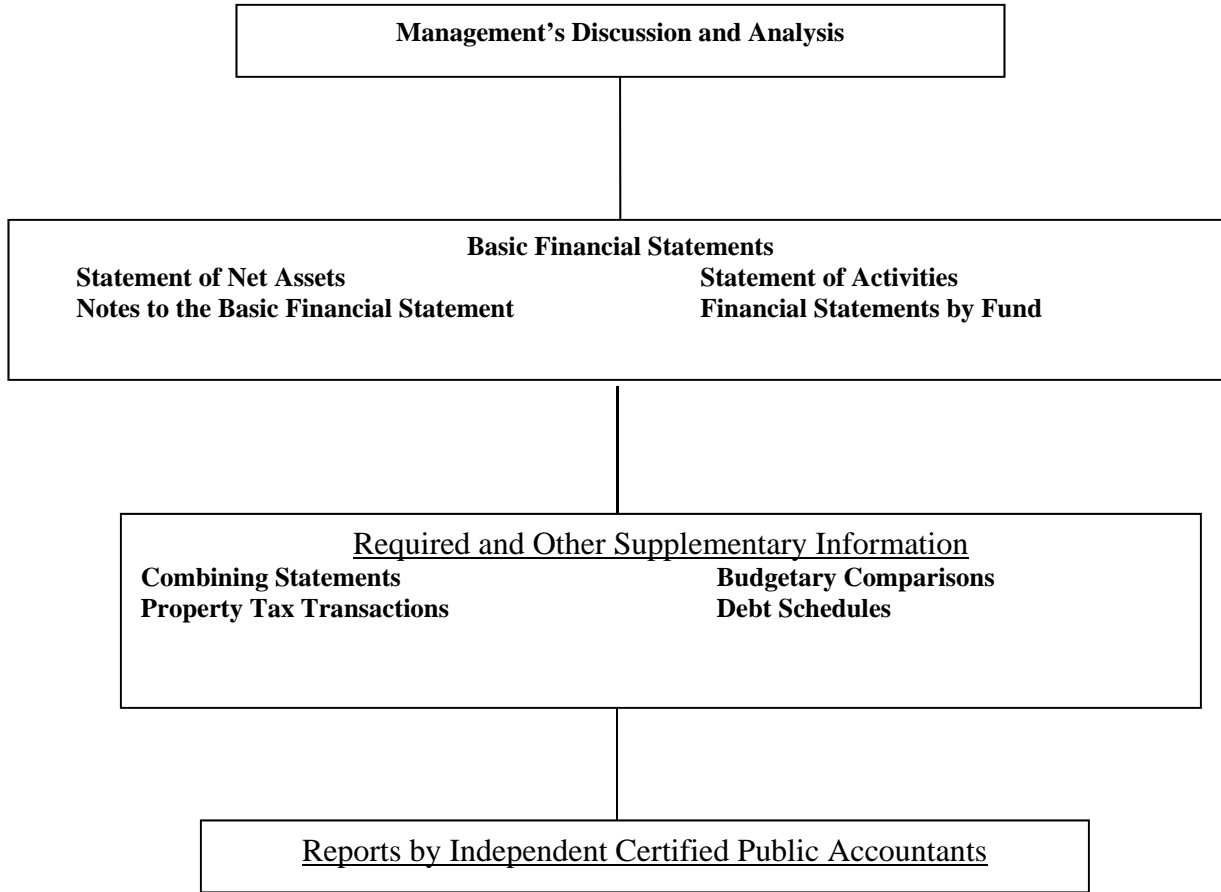 Management’s Discussion and Analysis
Basic Financial Statements
Statement of Net Assets Statement of Activities
Notes to the Basic Financial Statement Financial Statements by Fund
Required and Other Supplementary Information
Combining Statements Budgetary Comparisons
Property Tax Transactions Debt Schedules
Reports by Independent Certified Public Accountants